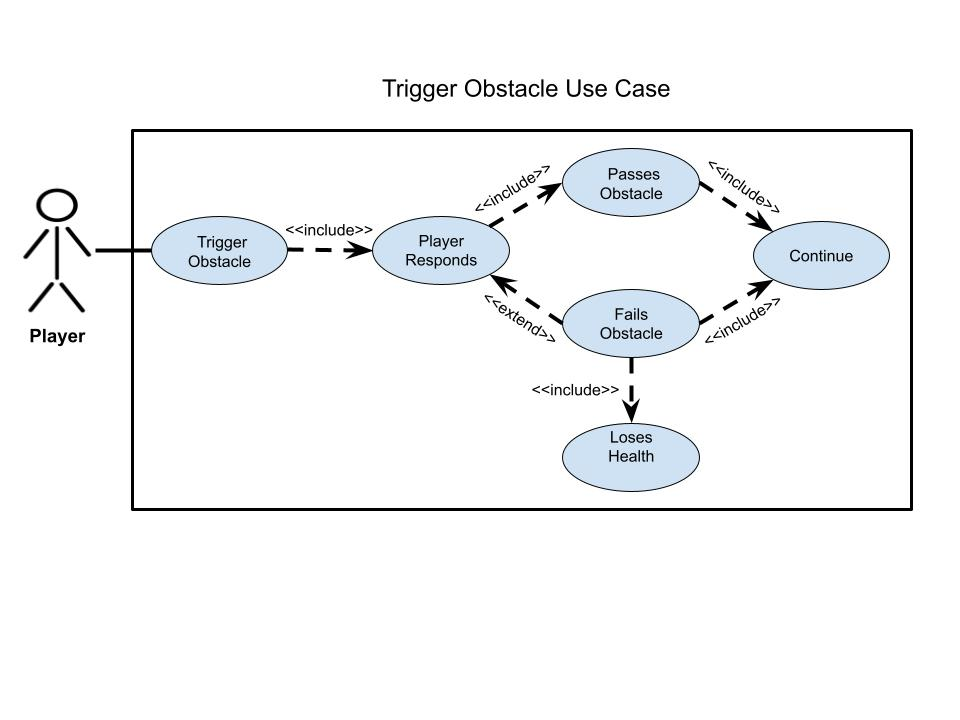 Trigger Obstacle Use Case
Player
Trigger
Obstacle
<<include>>
Player
Responds
<<include>>
Passes
Obstacle
<<include>>
Continue
<<extend>>
Fails
Obstacle
<<include>>
<<include>>
Loses
Health